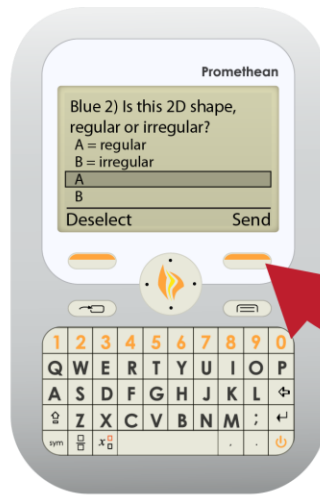 Promethean
Blue 2) Is this 2D shape,
regular or irregular?
A = regular
B = irregular
A
B
Deselect Send
1 2 3 4 5 6 7 8 9 0
Q W E R T Y U I O P
A S D F G H J K L
Z X C V B N M ;
sym x . .